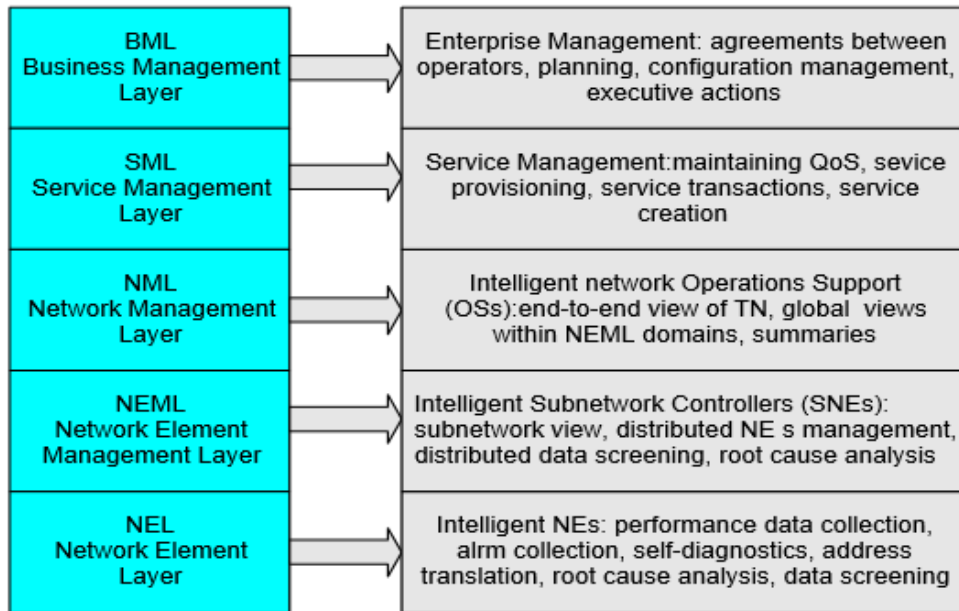 BML
Business Management
Layer
Enterprise Management: agreements between
operators, planning, configuration management,
executive actions
SML
Service Management
Layer
Service Management:maintaining QoS, sevice
provisioning, service transactions, service
creation
NML
Network Management
Layer
Intelligent network Operations Support
(OSs):end-to-end view of TN, global views
within NEML domains, summaries
NEML
Network Element
Management Layer
Intelligent Subnetwork Controllers (SNEs):
subnetwork view, distributed NE s management,
distributed data screening, root cause analysis
NEL
Network Element
Layer
Intelligent NEs: performance data collection,
alrm collection, self-diagnostics, address
translation, root cause analysis, data screening